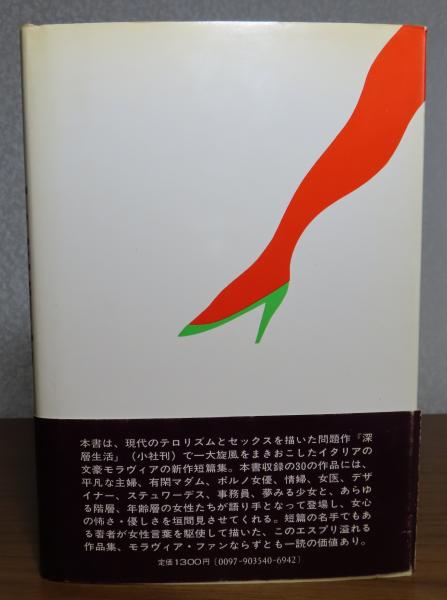 本書は、現代のテロリズムとセックスを描いた問題作『深
層生活』（小社刊）で一大旋風をまきおこしたイタリアの
文豪モラヴィアの新作短篇集。本書収録の30の作品には、
平凡な主婦、有閑マダム、ポルノ女優、情婦、女医、デザ
イナー、ステュワーデス、事務員、夢みる少女と、あらゆ
る階層、年齢層の女性たちが語り手となって登場し、女心
の怖さ・優しさを垣間見させてくれる。短篇の名手でもあ
る著者が女性言葉を駆使して描いた、このエスプリ溢れる
作品集、モラヴィア・ファンならずとも一読の価値あり。
定価1300円（0097-903540-6942）